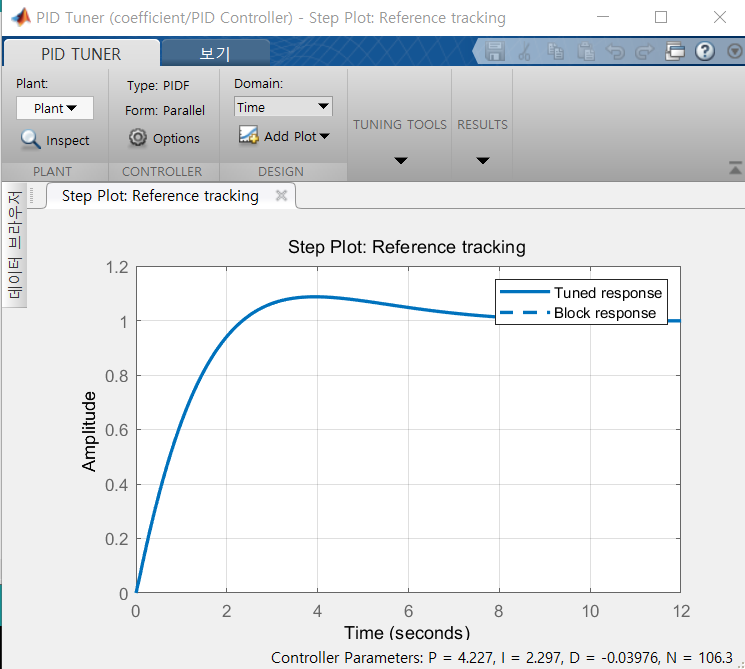 PID Tuner (coefficient/PID Controller) - Step Plot: Reference tracking
PID TUNER
보기
Plant:
Plant
Inspect
PLANT
Type: PIDF
Form: Parallel
Options
CONTROLLER
Domain:
Time
Add Plot
DESIGN
TUNING TOOLS
RESULTS
데이터 브라우저
Step Plot: Reference tracking
Step Plot: Reference tracking
Tuned response
Block response
Amplitude
1.2
1
0.8
0.6
0.4
0.2
0
0 2 4 6 8 10 12
Time (seconds)
Controller Parameters: P = 4.227, I = 2.297, D = -0.03976, N = 106.3